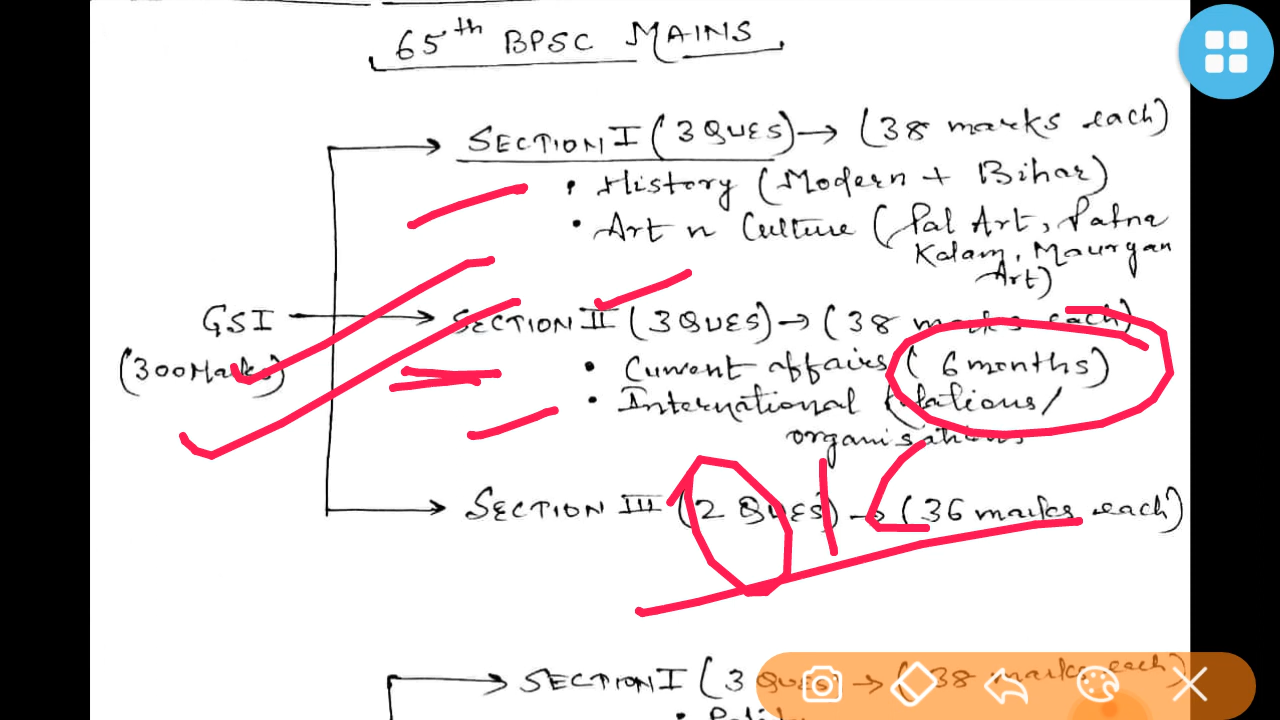 65th BPSC MAINS
SECTION I (3 QUES) → (38 marks each)
• History (Modern + Bihar)
• Art n Culture (Pal Art, Patna
Kalam, Mauryan
Art)
GSI
(300 Marks)
SECTION II (3 QUES) → (38 marks each)
• Current affairs (6 months)
• International Relations/
organisations
SECTION III (2 QUES) → (36 marks each)
SECTION I (3 QUES) → (38 marks each)